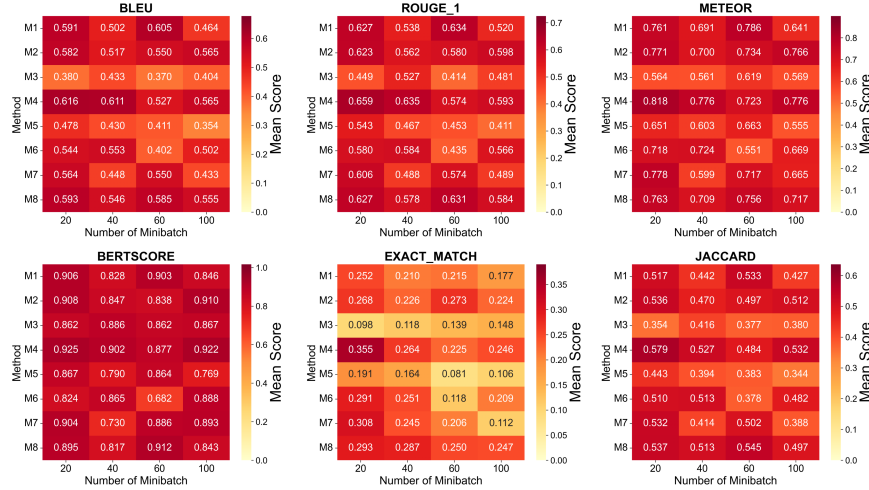 BLEU
M1 0.591 0.502 0.605 0.464
M2 0.582 0.517 0.550 0.565
M3 0.380 0.433 0.370 0.404
M4 0.616 0.611 0.527 0.565
M5 0.478 0.430 0.411 0.354
M6 0.544 0.553 0.402 0.502
M7 0.564 0.448 0.550 0.433
M8 0.593 0.546 0.585 0.555
20 40 60 100
Number of Minibatch
Method
0.6
0.5
0.4
0.3
0.2
0.1
0.0
Mean Score
ROUGE_1
M1 0.627 0.538 0.634 0.520
M2 0.623 0.562 0.580 0.598
M3 0.449 0.527 0.414 0.481
M4 0.659 0.635 0.574 0.593
M5 0.543 0.467 0.453 0.411
M6 0.580 0.584 0.435 0.566
M7 0.606 0.488 0.574 0.489
M8 0.627 0.578 0.631 0.584
20 40 60 100
Number of Minibatch
Method
0.7
0.6
0.5
0.4
0.3
0.2
0.1
0.0
Mean Score
METEOR
M1 0.761 0.691 0.786 0.641
M2 0.771 0.700 0.734 0.766
M3 0.564 0.561 0.619 0.569
M4 0.818 0.776 0.723 0.776
M5 0.651 0.603 0.663 0.555
M6 0.718 0.724 0.551 0.669
M7 0.778 0.599 0.717 0.665
M8 0.763 0.709 0.756 0.717
20 40 60 100
Number of Minibatch
Method
0.8
0.7
0.6
0.5
0.4
0.3
0.2
0.1
0.0
Mean Score
BERTSCORE
M1 0.906 0.828 0.903 0.846
M2 0.908 0.847 0.838 0.910
M3 0.862 0.886 0.862 0.867
M4 0.925 0.902 0.877 0.922
M5 0.867 0.790 0.864 0.769
M6 0.824 0.865 0.682 0.888
M7 0.904 0.730 0.886 0.893
M8 0.895 0.817 0.912 0.843
20 40 60 100
Number of Minibatch
Method
1.0
0.8
0.6
0.4
0.2
0.0
Mean Score
EXACT_MATCH
M1 0.252 0.210 0.215 0.177
M2 0.268 0.226 0.273 0.224
M3 0.098 0.118 0.139 0.148
M4 0.355 0.264 0.225 0.246
M5 0.191 0.164 0.081 0.106
M6 0.291 0.251 0.118 0.209
M7 0.308 0.245 0.206 0.112
M8 0.293 0.287 0.250 0.247
20 40 60 100
Number of Minibatch
Method
0.35
0.30
0.25
0.20
0.15
0.10
0.05
0.00
Mean Score
JACCARD
M1 0.517 0.442 0.533 0.427
M2 0.536 0.470 0.497 0.512
M3 0.354 0.416 0.377 0.380
M4 0.579 0.527 0.484 0.532
M5 0.443 0.394 0.383 0.344
M6 0.510 0.513 0.378 0.482
M7 0.532 0.414 0.502 0.388
M8 0.537 0.513 0.545 0.497
20 40 60 100
Number of Minibatch
Method
0.6
0.5
0.4
0.3
0.2
0.1
0.0
Mean Score